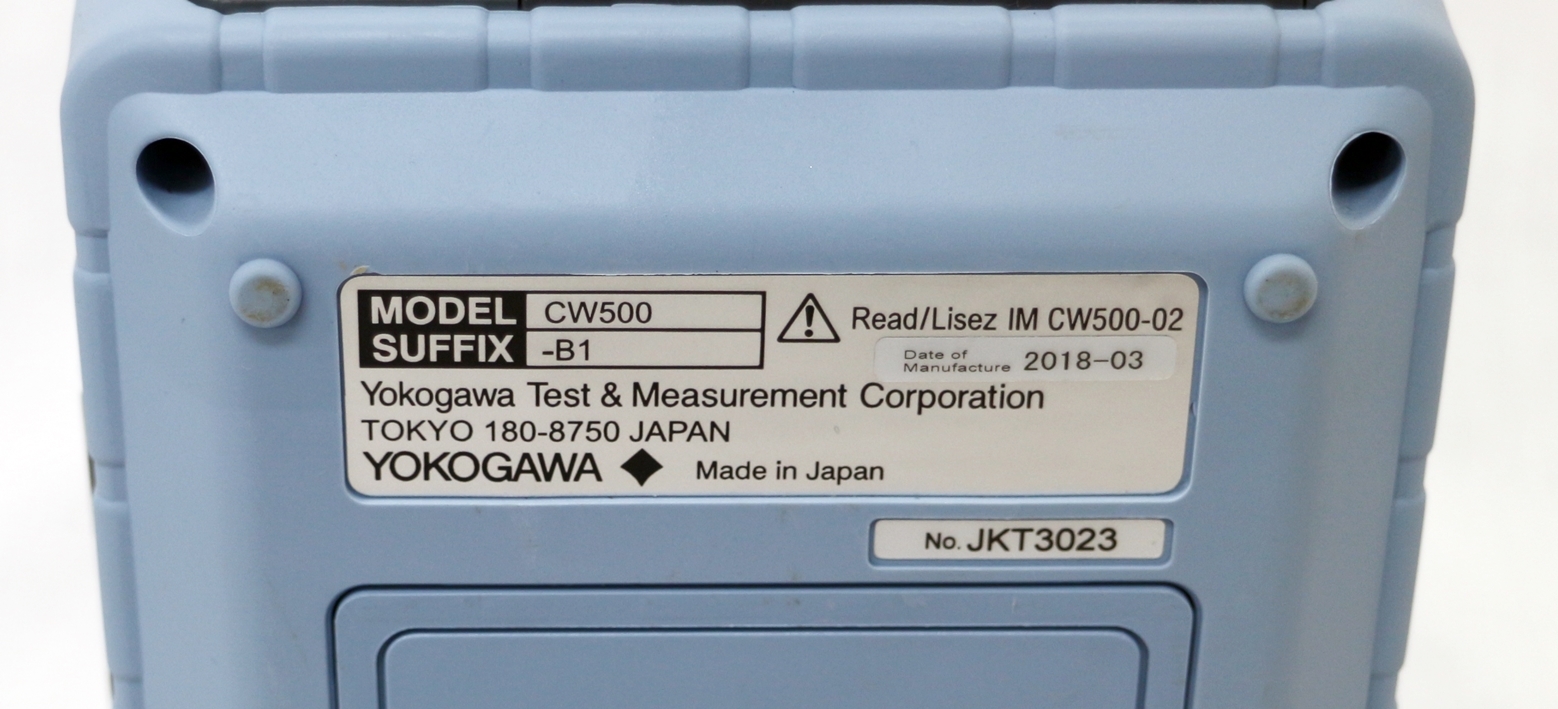 MODEL CW500
SUFFIX -B1
Read/Lisez IM CW500-02
Date of Manufacture 2018-03
Yokogawa Test & Measurement Corporation
TOKYO 180-8750 JAPAN
YOKOGAWA ◆ Made in Japan
No. JKT3023